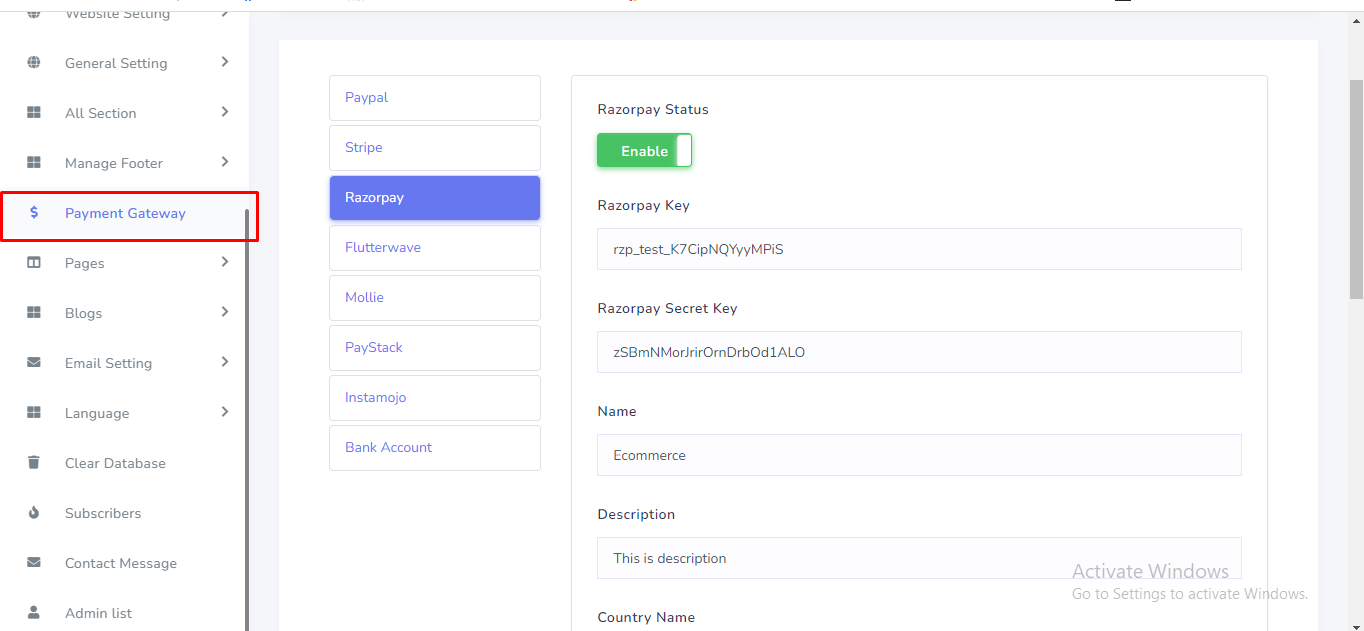 Website Setting
General Setting
All Section
Manage Footer
Payment Gateway
Pages
Blogs
Email Setting
Language
Clear Database
Subscribers
Contact Message
Admin list
Paypal
Stripe
Razorpay
Flutterwave
Mollie
PayStack
Instamojo
Bank Account
Razorpay Status
Enable
Razorpay Key
rzp_test_K7CipNQYyyMPiS
Razorpay Secret Key
zSBmNMorJrirOrnDrbOd1ALO
Name
Ecommerce
Description
This is description
Country Name
Activate Windows
Go to Settings to activate Windows.